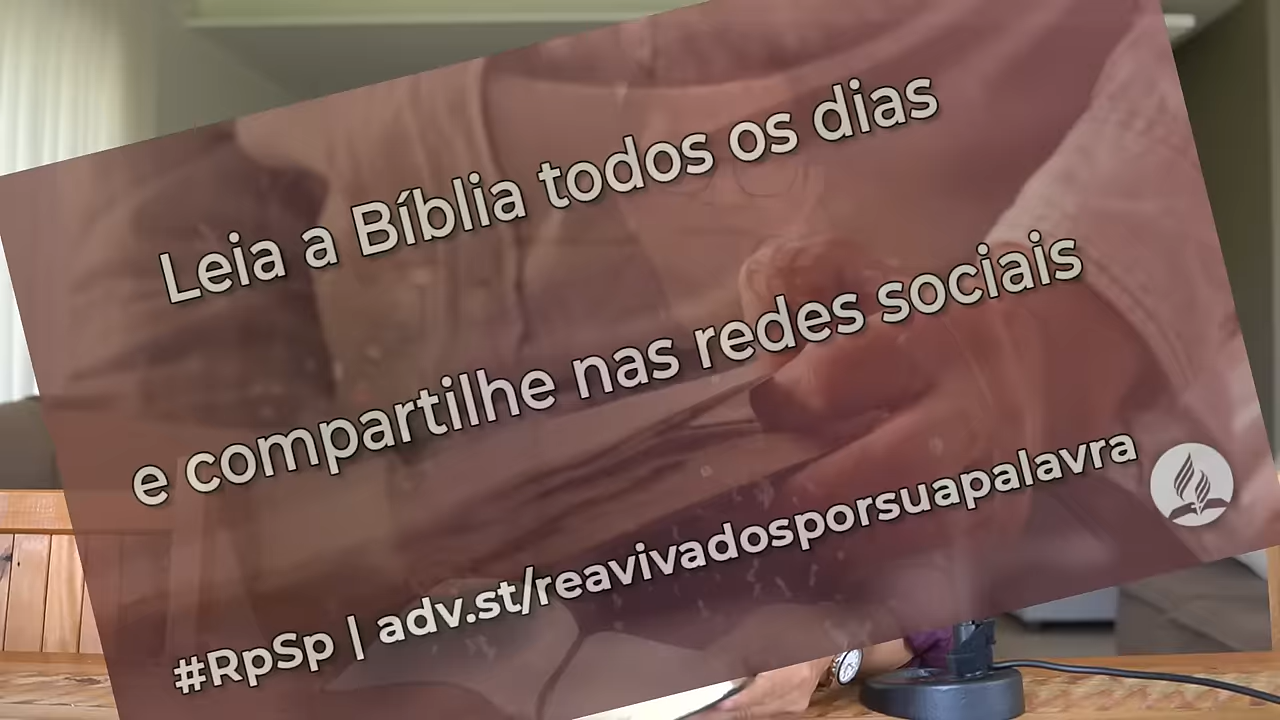 Leia a Bíblia todos os dias
e compartilhe nas redes sociais
#RpSp | adv.st/reavivadosporsuapalavra